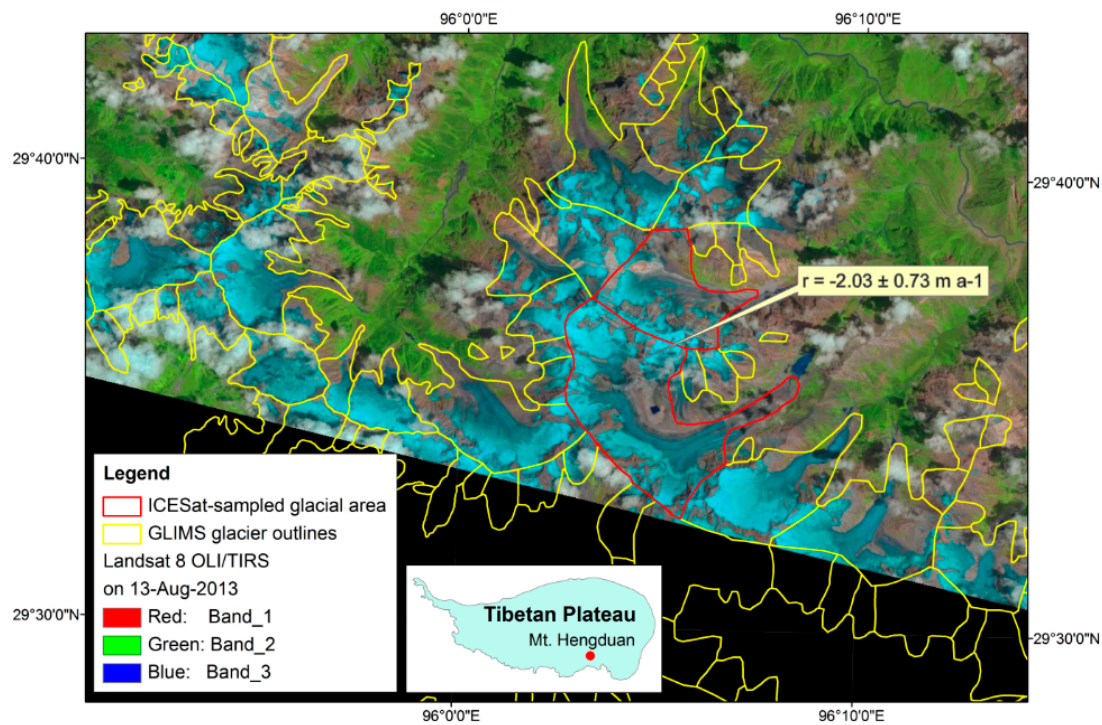 96°0'0"E
96°10'0"E
29°40'0"N
29°40'0"N
r = -2.03 ± 0.73 m a-1
Legend
ICESat-sampled glacial area
GLIMS glacier outlines
Landsat 8 OLI/TIRS
on 13-Aug-2013
Red: Band_1
Green: Band_2
Blue: Band_3
Tibetan Plateau
Mt. Hengduan
29°30'0"N
29°30'0"N
96°0'0"E
96°10'0"E